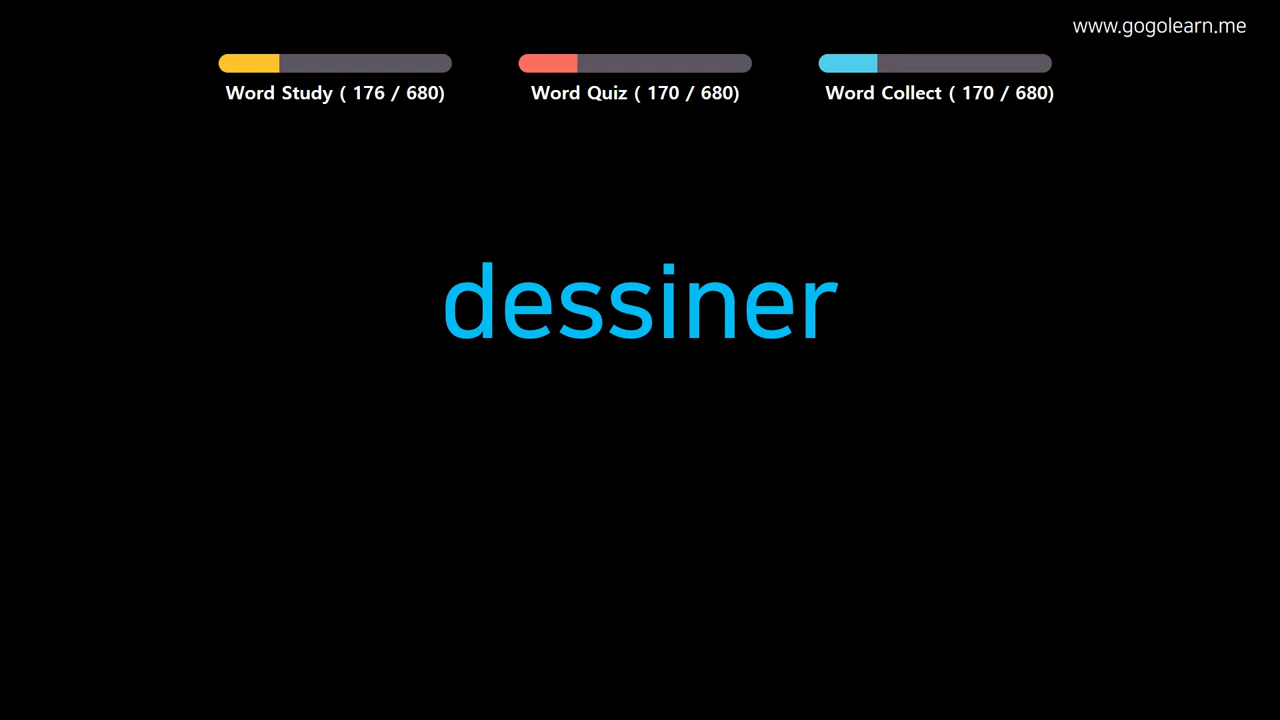 www.gogolearn.me
Word Study ( 176 / 680)
Word Quiz ( 170 / 680)
Word Collect ( 170 / 680)
dessiner